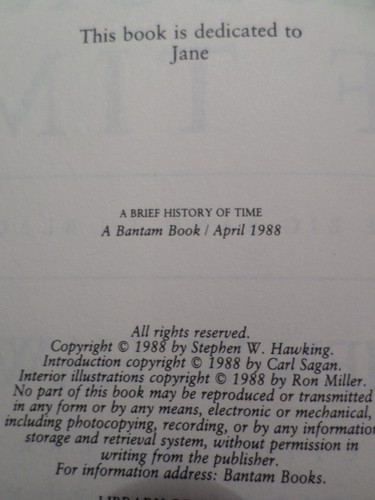 This book is dedicated to
Jane
A BRIEF HISTORY OF TIME
A Bantam Book / April 1988
All rights reserved.
Copyright © 1988 by Stephen W. Hawking.
Introduction copyright © 1988 by Carl Sagan.
Interior illustrations copyright © 1988 by Ron Miller.
No part of this book may be reproduced or transmitted
in any form or by any means, electronic or mechanical,
including photocopying, recording, or by any information
storage and retrieval system, without permission in
writing from the publisher.
For information address: Bantam Books.